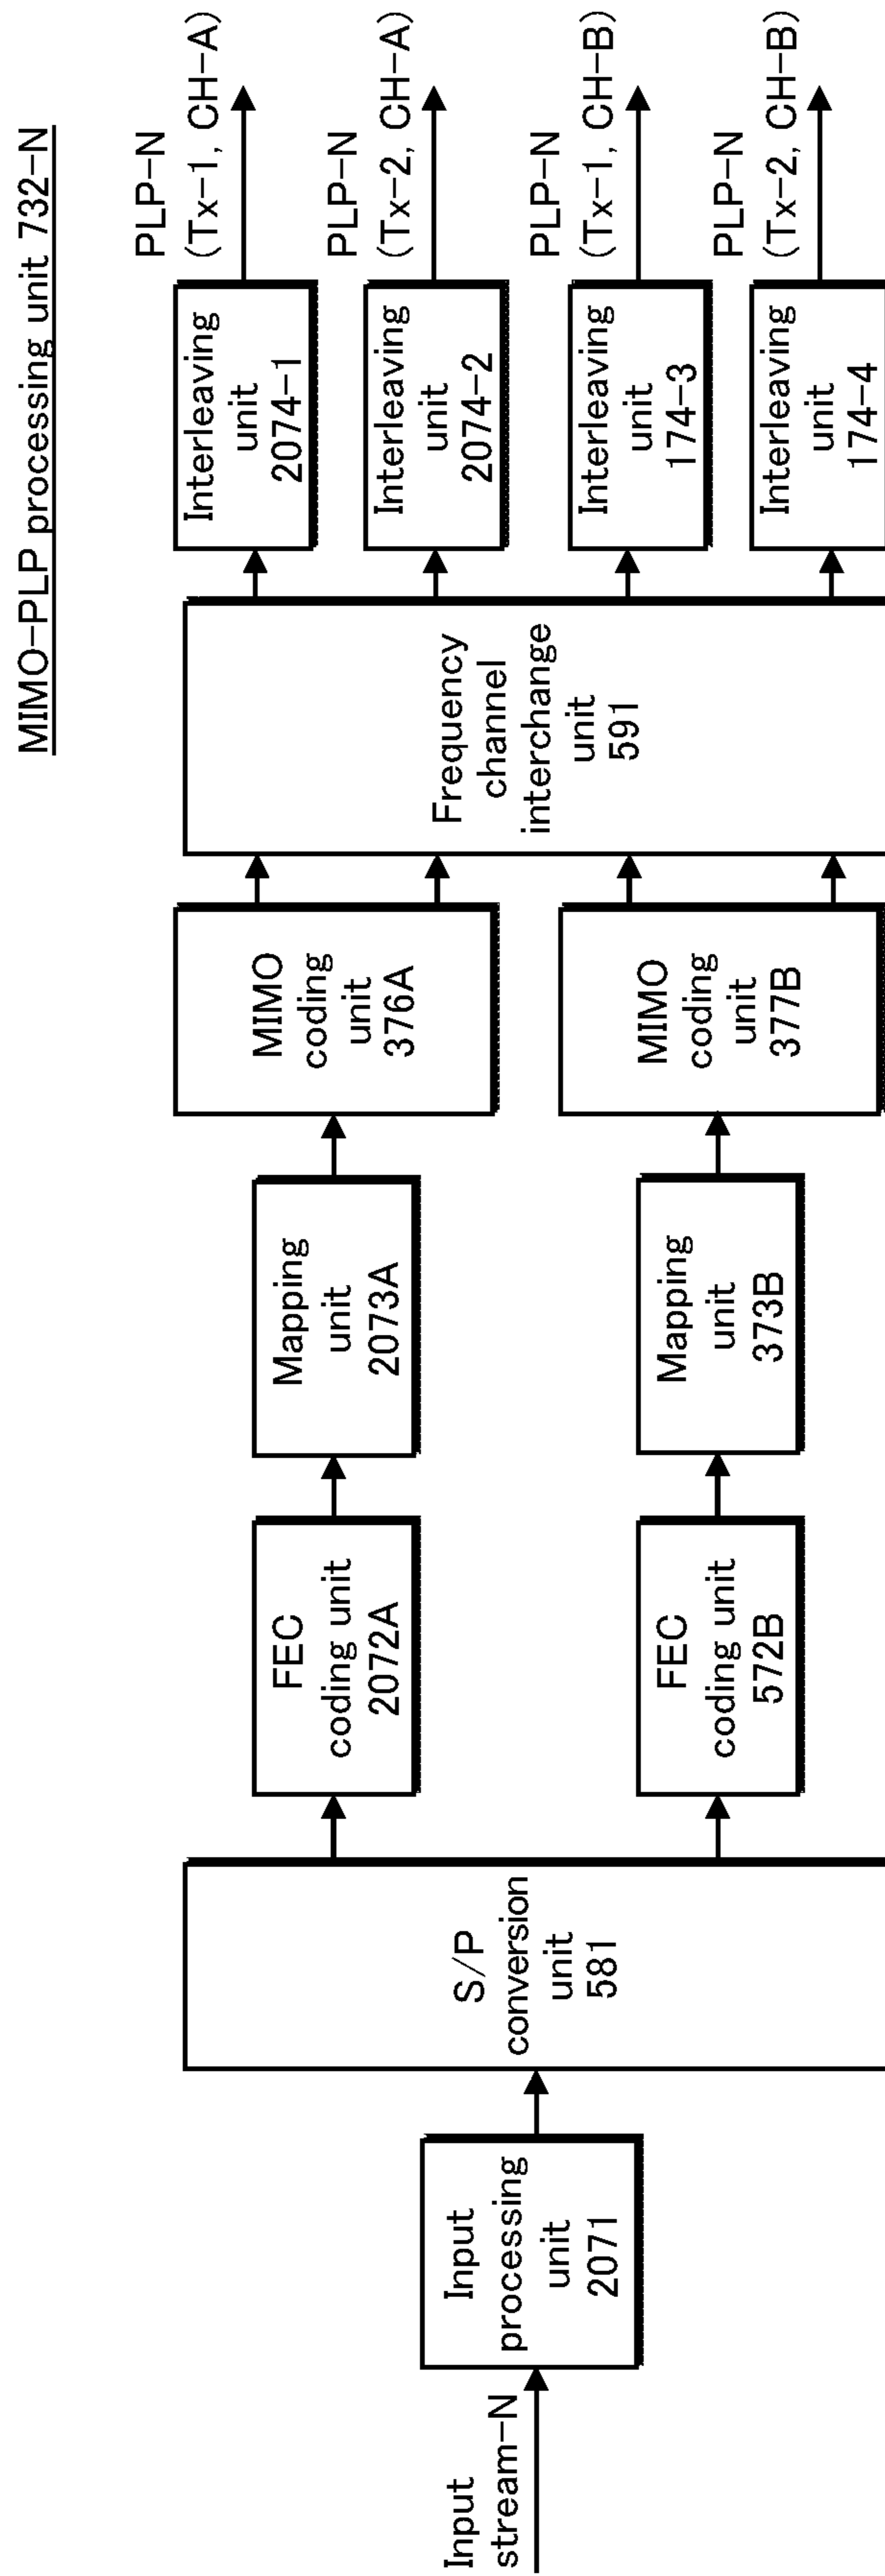 MIMO-PLP processing unit 732-N
Input
stream-N
Input
processing
unit
2071
S/P
conversion
unit
581
FEC
coding unit
2072A
Mapping
unit
2073A
MIMO
coding
unit
376A
FEC
coding unit
572B
Mapping
unit
373B
MIMO
coding
unit
377B
Frequency
channel
interchange
unit
591
Interleaving
unit
2074-1
PLP-N
(Tx-1, CH-A)
Interleaving
unit
2074-2
PLP-N
(Tx-2, CH-A)
Interleaving
unit
174-3
PLP-N
(Tx-1, CH-B)
Interleaving
unit
174-4
PLP-N
(Tx-2, CH-B)